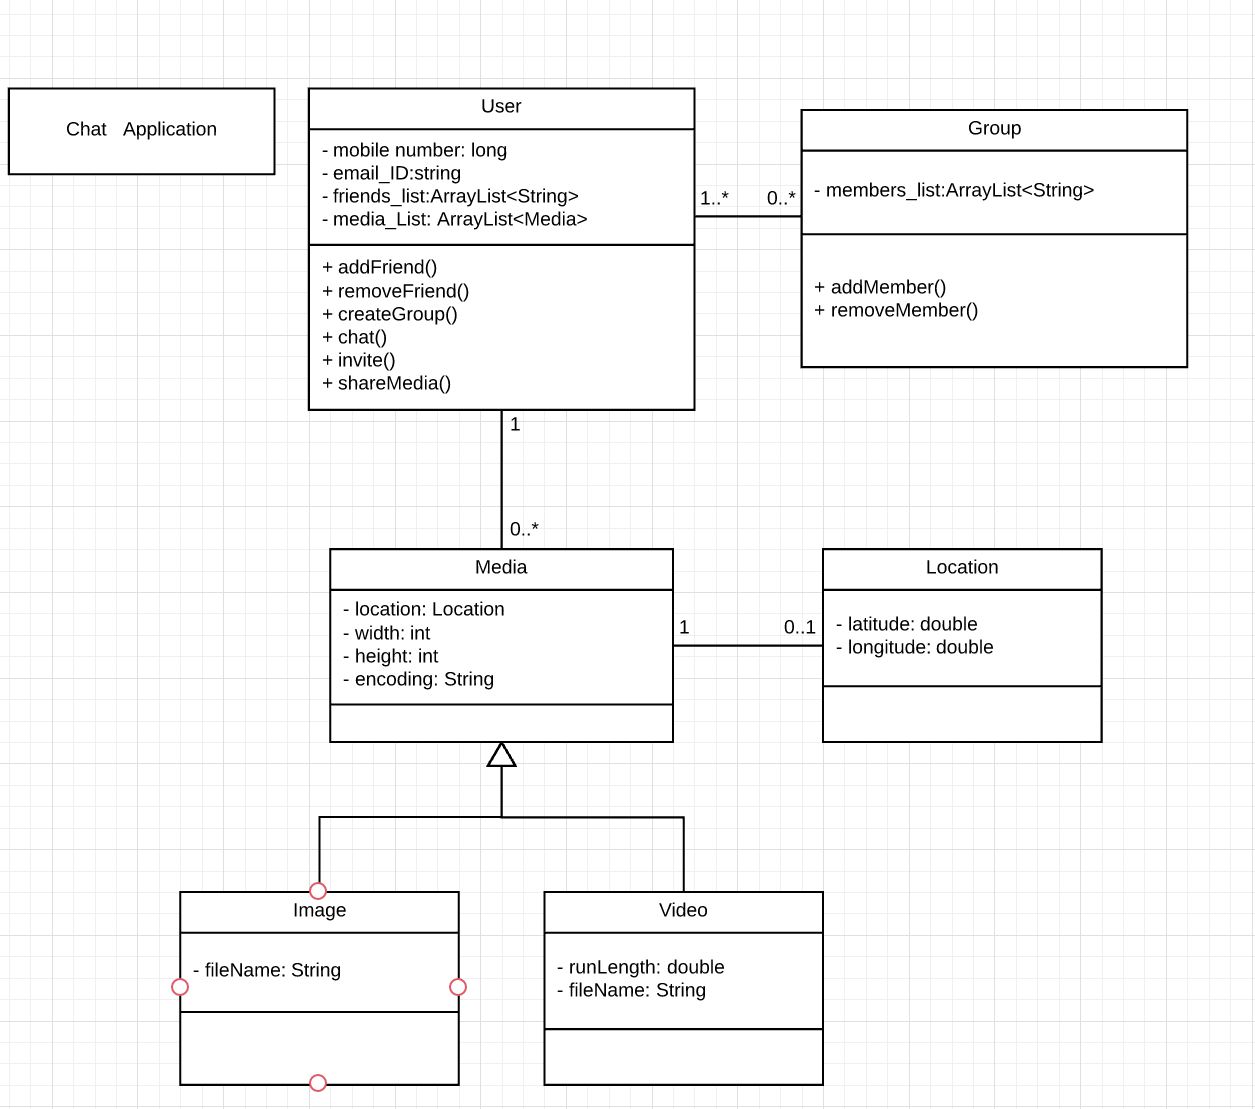 Chat Application
User
- mobile number: long
- email_ID:string
- friends_list:ArrayList<String>
- media_List: ArrayList<Media>
+ addFriend()
+ removeFriend()
+ createGroup()
+ chat()
+ invite()
+ shareMedia()
1..*
0..*
Group
- members_list:ArrayList<String>
+ addMember()
+ removeMember()
1
0..*
Media
- location: Location
- width: int
- height: int
- encoding: String
1
0..1
Location
- latitude: double
- longitude: double
Image
- fileName: String
Video
- runLength: double
- fileName: String